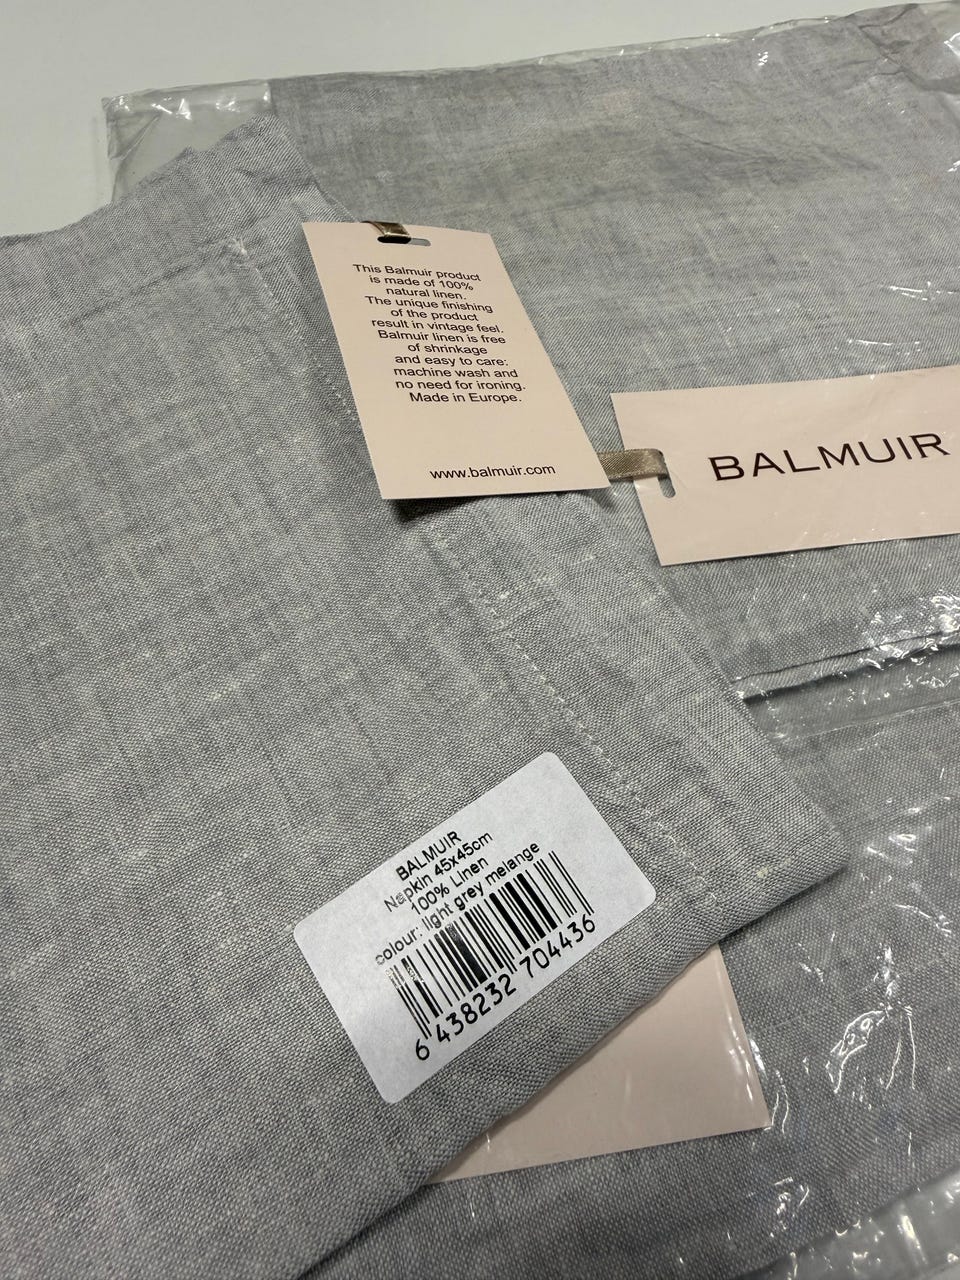 This Balmuir product
is made of 100%
natural linen.
The unique finishing
of the product
result in vintage feel.
Balmuir linen is free
of shrinkage
and easy to care:
machine wash and
no need for ironing.
Made in Europe.
www.balmuir.com
BALMUIR
BALMUIR
Napkin 45x45cm
100% Linen
colour: light grey melange
6 438232 704436